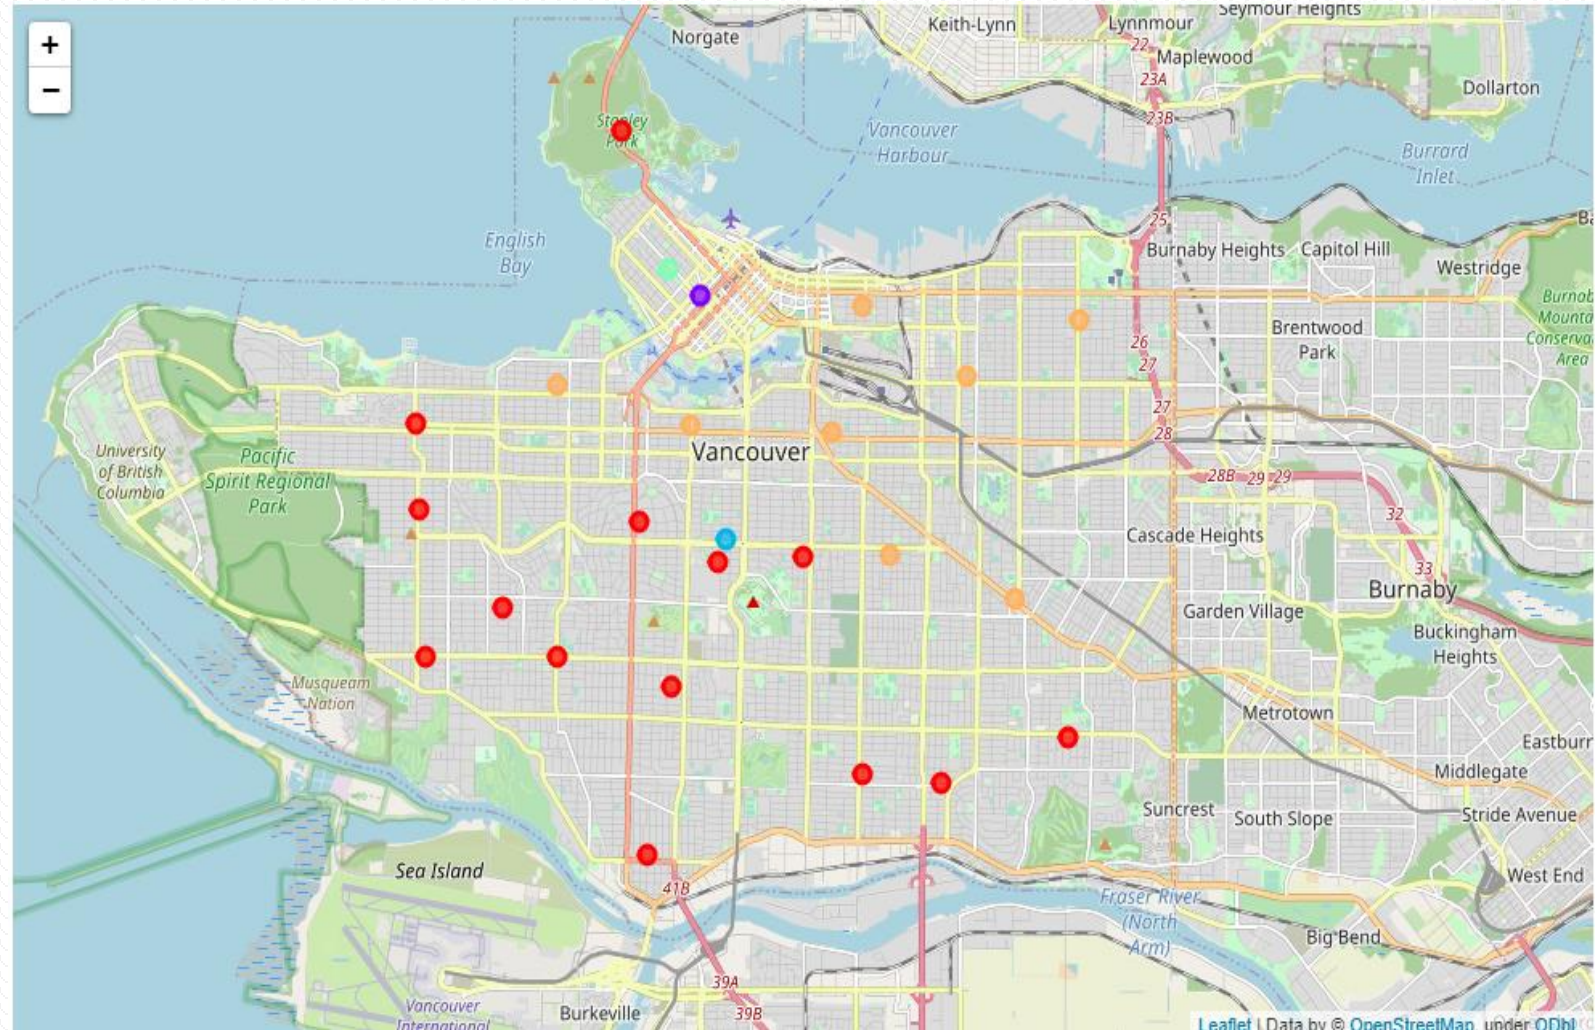 +
−
Norgate
Keith-Lynn
Lynnmour
Seymour Heights
22
Maplewood
23A
Dollarton
23B
Stanley
Park
Vancouver
Harbour
Burrard
Inlet
25
Ba
English
Bay
Burnaby Heights
Capitol Hill
Westridge
Burnab
Mounta
Conserva
Area
Brentwood
Park
26
27
27
28
University
of British
Columbia
Pacific
Spirit Regional
Park
Vancouver
28B
29
29
32
Cascade Heights
33
Burnaby
Garden Village
Buckingham
Heights
Musqueam
Nation
Metrotown
Eastburn
Middlegate
Suncrest
South Slope
Stride Avenue
Sea Island
41B
West End
Fraser River
(North
Arm)
Big Bend
39A
39B
Vancouver
International
Burkeville
Leaflet | Data by © OpenStreetMap, under ODbL